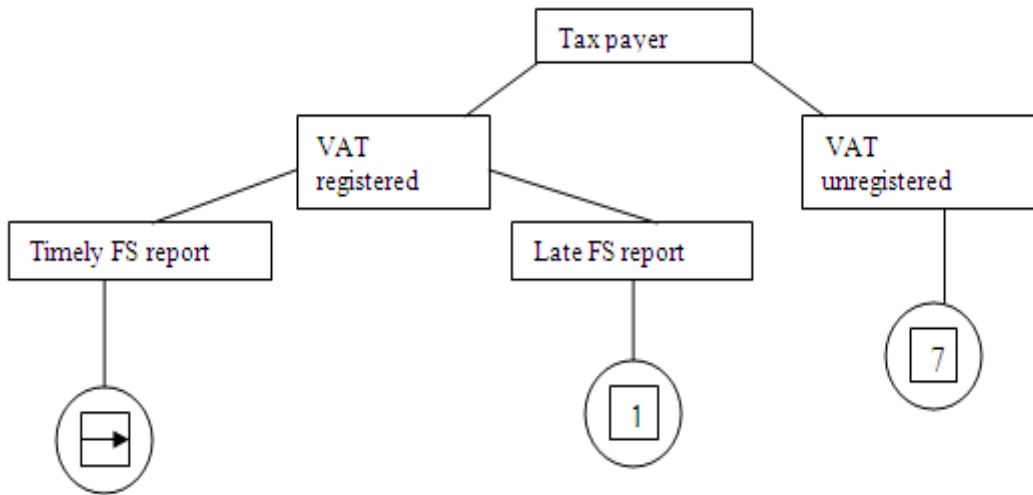 Tax payer
VAT
registered
VAT
unregistered
Timely FS report
Late FS report
7
1